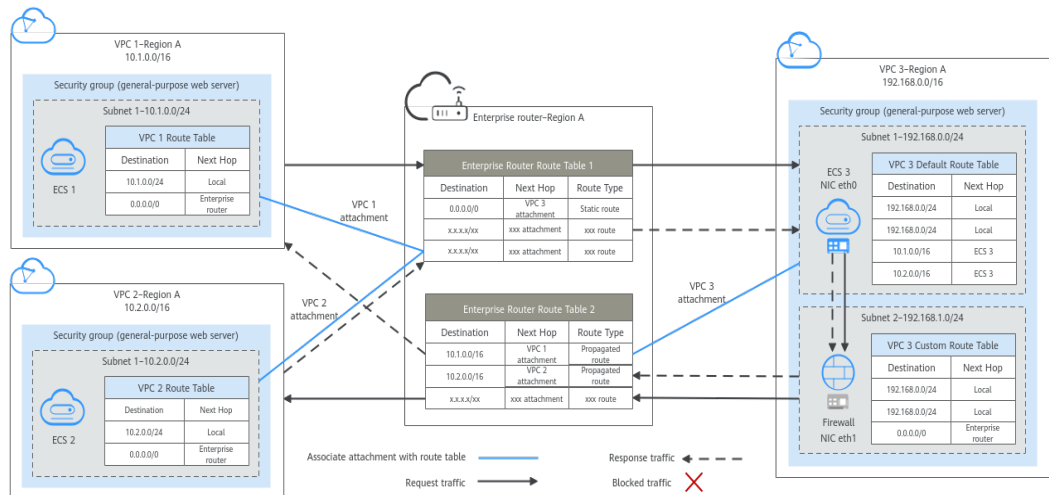 VPC 1–Region A
10.1.0.0/16
Security group (general-purpose web server)
Subnet 1–10.1.0.0/24
VPC 1 Route Table
Destination Next Hop
10.1.0.0/24 Local
0.0.0.0/0 Enterprise router
ECS 1
VPC 2–Region A
10.2.0.0/16
Security group (general-purpose web server)
Subnet 1–10.2.0.0/24
VPC 2 Route Table
Destination Next Hop
10.2.0.0/24 Local
0.0.0.0/0 Enterprise router
ECS 2
VPC 1
attachment
VPC 2
attachment
Enterprise router–Region A
Enterprise Router Route Table 1
Destination Next Hop Route Type
0.0.0.0/0 VPC 3 attachment Static route
x.x.x.x/xx xxx attachment xxx route
x.x.x.x/xx xxx attachment xxx route
Enterprise Router Route Table 2
Destination Next Hop Route Type
10.1.0.0/16 VPC 1 attachment Propagated route
10.2.0.0/16 VPC 2 attachment Propagated route
x.x.x.x/xx xxx attachment xxx route
VPC 3
attachment
VPC 3–Region A
192.168.0.0/16
Security group (general-purpose web server)
Subnet 1–192.168.0.0/24
ECS 3
NIC eth0
VPC 3 Default Route Table
Destination Next Hop
192.168.0.0/24 Local
192.168.0.0/24 Local
10.1.0.0/16 ECS 3
10.2.0.0/16 ECS 3
Subnet 2–192.168.1.0/24
VPC 3 Custom Route Table
Destination Next Hop
192.168.0.0/24 Local
192.168.0.0/24 Local
0.0.0.0/0 Enterprise router
Firewall
NIC eth1
Associate attachment with route table
Response traffic
Request traffic
Blocked traffic